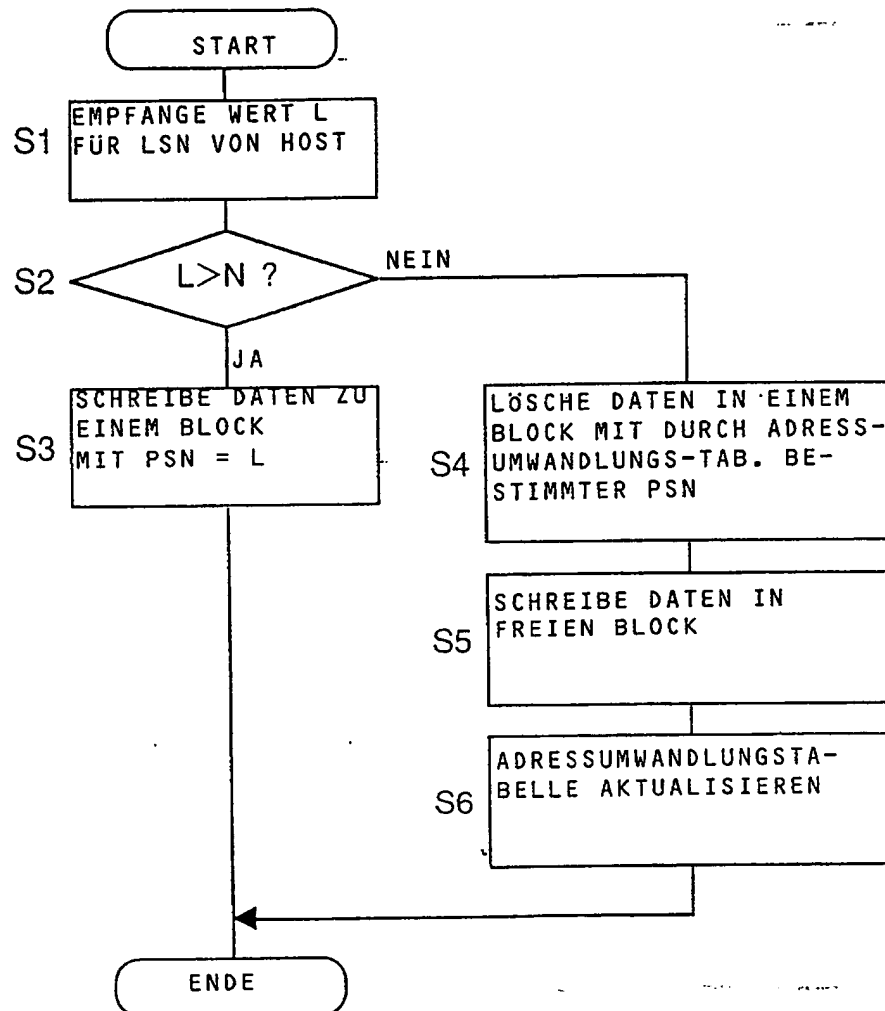 START
S1
EMPFANGE WERT L
FÜR LSN VON HOST
S2
L>N ?
NEIN
JA
S3
SCHREIBE DATEN ZU
EINEM BLOCK
MIT PSN = L
S4
LÖSCHE DATEN IN EINEM
BLOCK MIT DURCH ADRESS-
UMWANDLUNGS-TAB. BE-
STIMMTER PSN
S5
SCHREIBE DATEN IN
FREIEN BLOCK
S6
ADRESSUMWANDLUNGSTA-
BELLE AKTUALISIEREN
ENDE